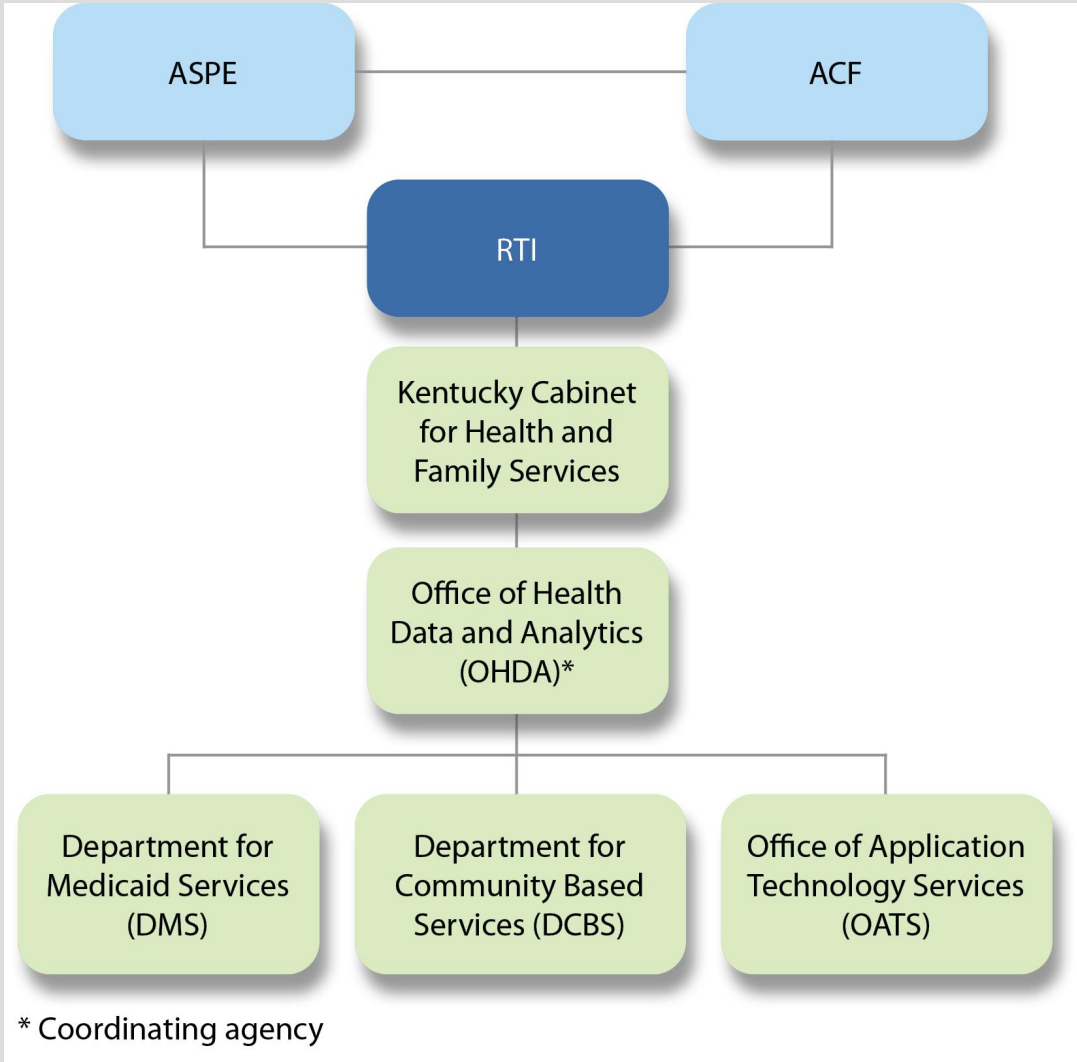 ASPE
ACF
RTI
Kentucky Cabinet
for Health and
Family Services
Office of Health
Data and Analytics
(OHDA)*
Department for
Medicaid Services
(DMS)
Department for
Community Based
Services (DCBS)
Office of Application
Technology Services
(OATS)
* Coordinating agency